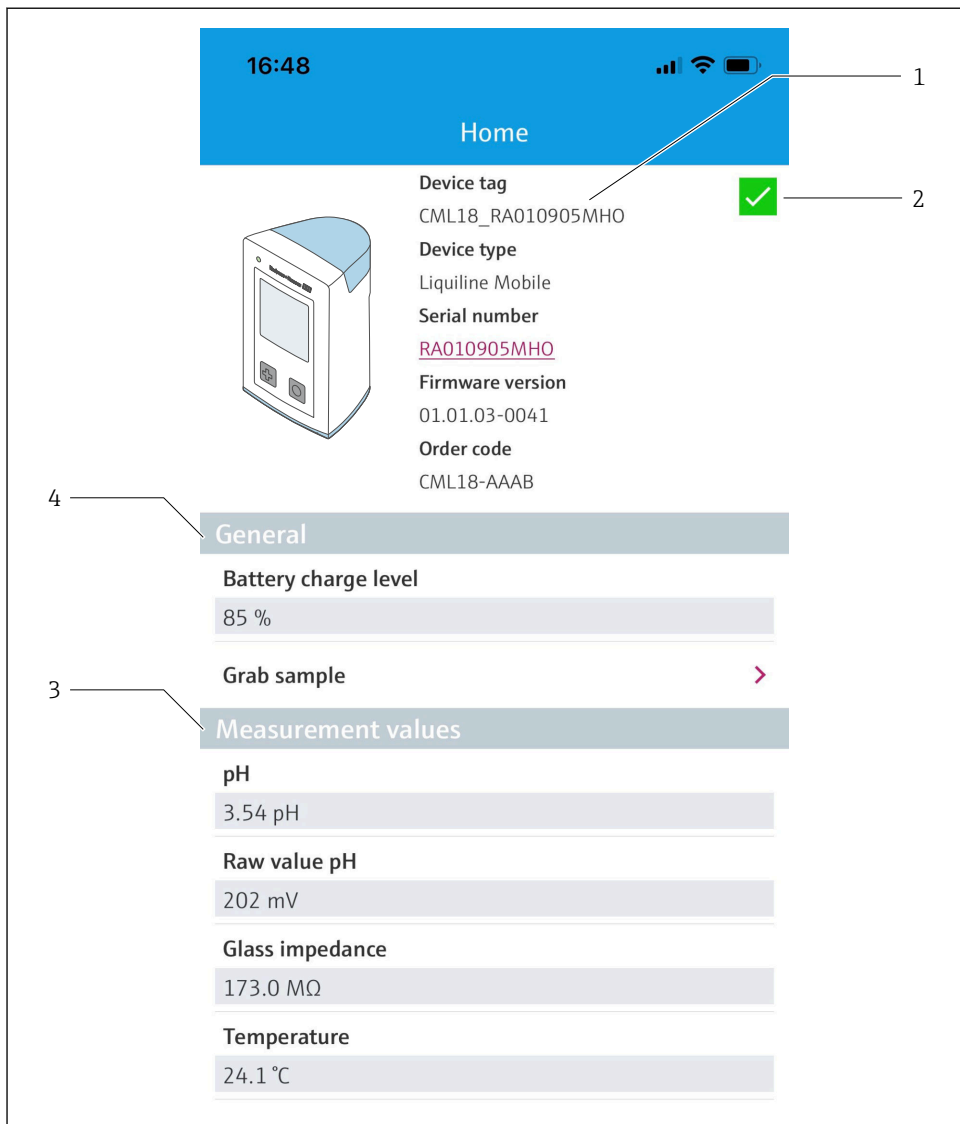 16:48
1
Home
Device tag
2
CML18_RA010905MHO
Device type
Liquiline Mobile
Serial number
RA010905MHO
Firmware version
01.01.03-0041
Order code
CML18-AAAB
4
General
Battery charge level
85 %
Grab sample
3
Measurement values
pH
3.54 pH
Raw value pH
202 mV
Glass impedance
173.0 MΩ
Temperature
24.1 °C